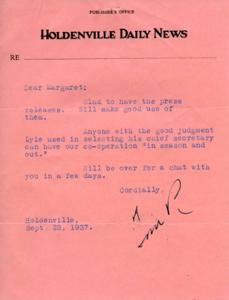 PUBLISHER'S OFFICE
HOLDENVILLE DAILY NEWS
RE
Dear Margaret;
Glad to have the press
releases. Will make good use of
them.
Anyone with the good judgment
Lyle used in selecting his chief secretary
can have our co-operation "in season and
out."
Will be over for a chat with
you in a few days.
Cordially,
Holdenville,
Sept. 28, 1937.